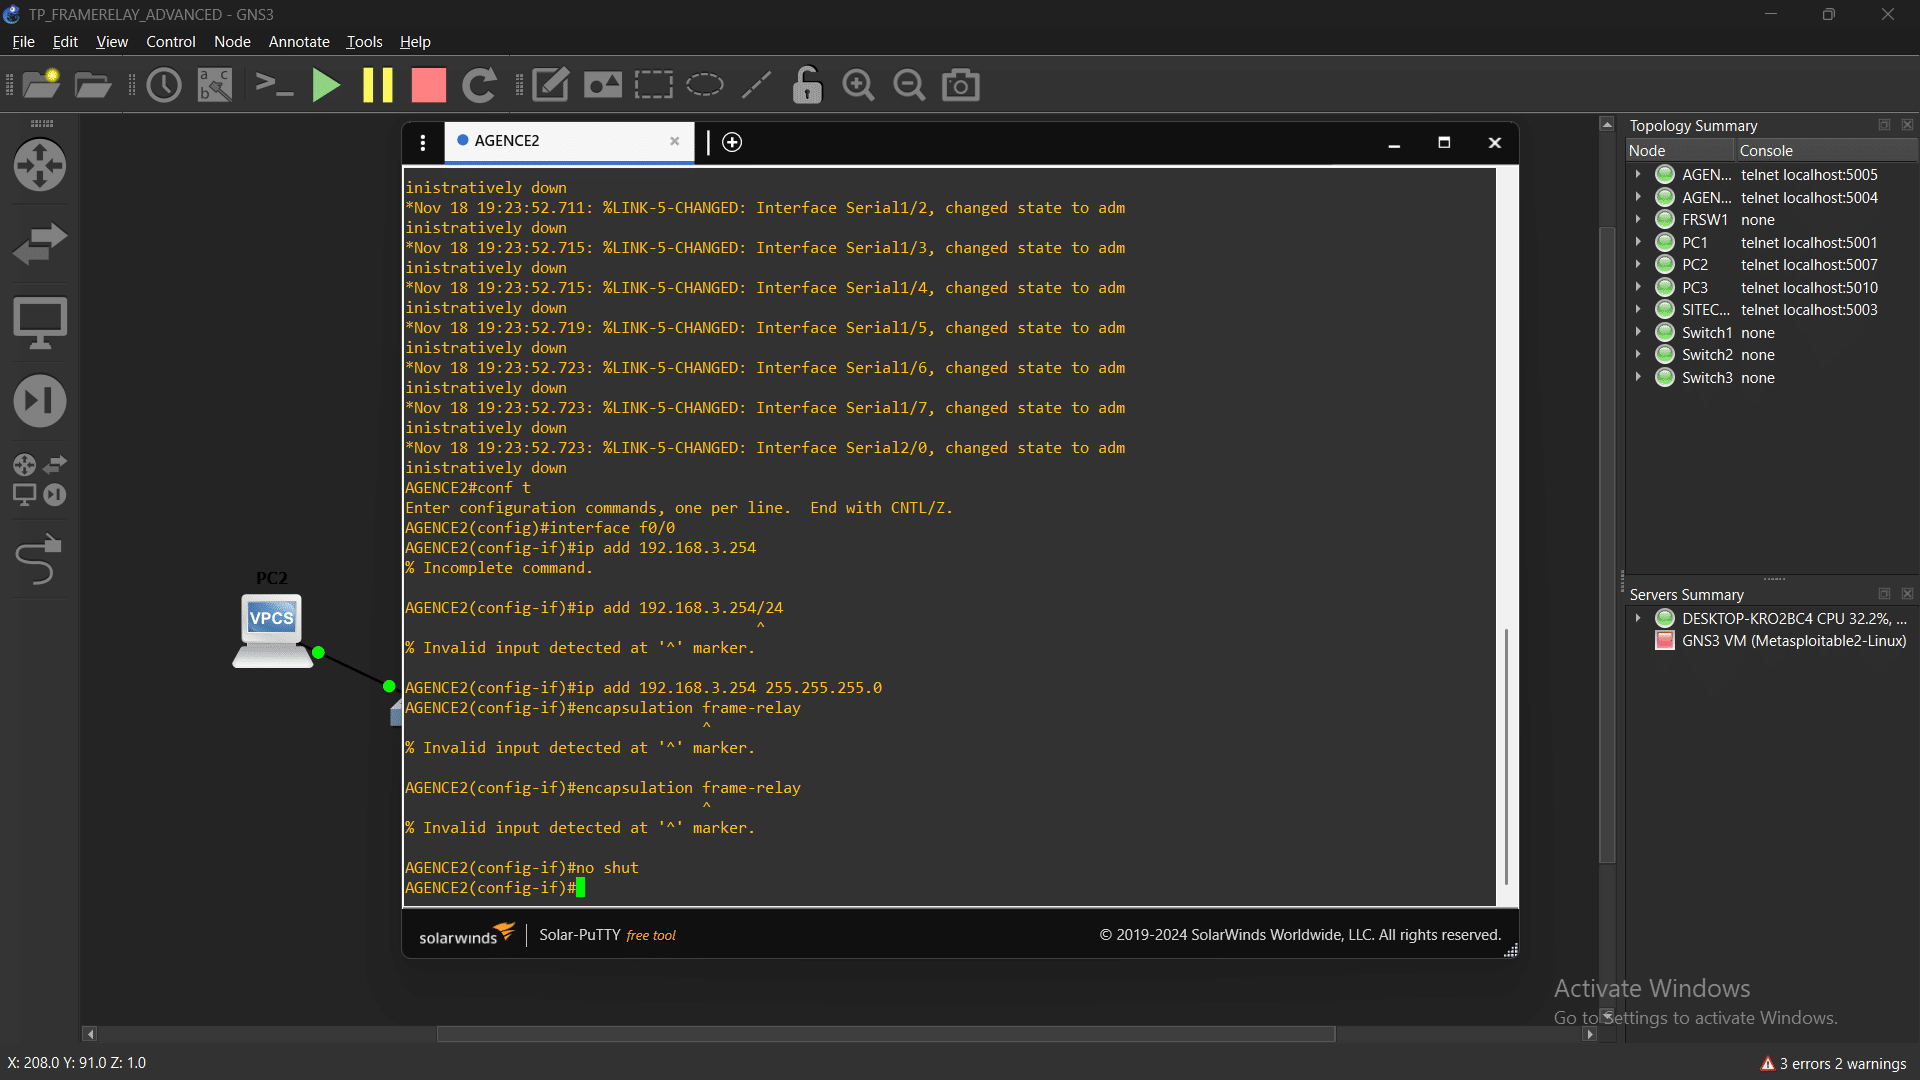 TP_FRAMERELAY_ADVANCED - GNS3
File Edit View Control Node Annotate Tools Help
AGENCE2
inistratively down
*Nov 18 19:23:52.711: %LINK-5-CHANGED: Interface Serial1/2, changed state to adm
inistratively down
*Nov 18 19:23:52.715: %LINK-5-CHANGED: Interface Serial1/3, changed state to adm
inistratively down
*Nov 18 19:23:52.715: %LINK-5-CHANGED: Interface Serial1/4, changed state to adm
inistratively down
*Nov 18 19:23:52.719: %LINK-5-CHANGED: Interface Serial1/5, changed state to adm
inistratively down
*Nov 18 19:23:52.723: %LINK-5-CHANGED: Interface Serial1/6, changed state to adm
inistratively down
*Nov 18 19:23:52.723: %LINK-5-CHANGED: Interface Serial1/7, changed state to adm
inistratively down
*Nov 18 19:23:52.723: %LINK-5-CHANGED: Interface Serial2/0, changed state to adm
inistratively down
AGENCE2#conf t
Enter configuration commands, one per line.  End with CNTL/Z.
AGENCE2(config)#interface f0/0
AGENCE2(config-if)#ip add 192.168.3.254
% Incomplete command.
AGENCE2(config-if)#ip add 192.168.3.254/24
^
% Invalid input detected at '^' marker.
AGENCE2(config-if)#ip add 192.168.3.254 255.255.255.0
AGENCE2(config-if)#encapsulation frame-relay
^
% Invalid input detected at '^' marker.
AGENCE2(config-if)#encapsulation frame-relay
^
% Invalid input detected at '^' marker.
AGENCE2(config-if)#no shut
AGENCE2(config-if)#
solarwinds
Solar-PuTTY free tool
© 2019-2024 SolarWinds Worldwide, LLC. All rights reserved.
PC2
VPCS
Topology Summary
Node Console
AGEN... telnet localhost:5005
AGEN... telnet localhost:5004
FRSW1 none
PC1 telnet localhost:5001
PC2 telnet localhost:5007
PC3 telnet localhost:5010
SITEC... telnet localhost:5003
Switch1 none
Switch2 none
Switch3 none
Servers Summary
DESKTOP-KRO2BC4 CPU 32.2%, ...
GNS3 VM (Metasploitable2-Linux)
Activate Windows
Go to Settings to activate Windows.
X: 208.0 Y: 91.0 Z: 1.0
3 errors 2 warnings